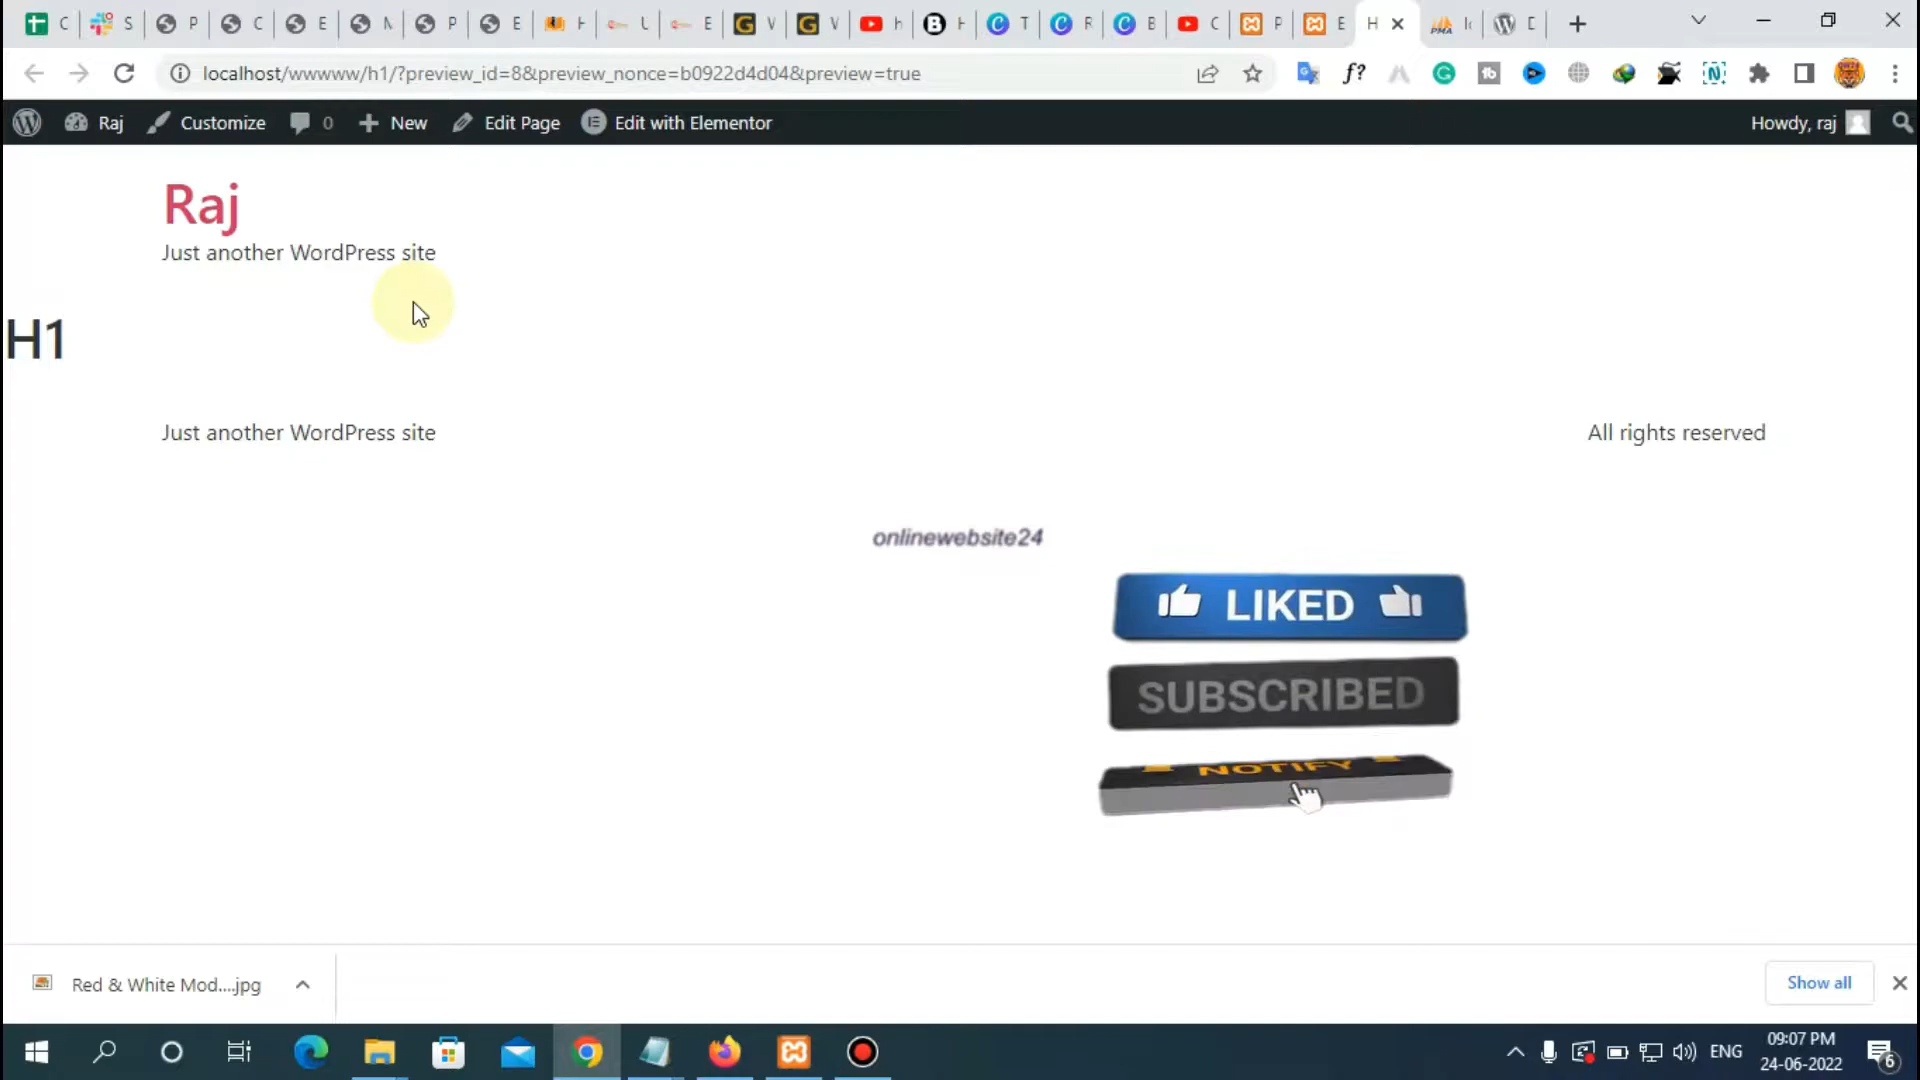 C S P C E M P E H U E V V h H T R B C P E H lc D
localhost/wwwww/h1/?preview_id=8&preview_nonce=b0922d4d04&preview=true
Raj Customize 0 New Edit Page Edit with Elementor Howdy, raj
Raj
Just another WordPress site
H1
Just another WordPress site All rights reserved
onlinewebsite24
LIKED
SUBSCRIBED
NOTIFY
Red & White Mod....jpg Show all
ENG 09:07 PM
24-06-2022 6